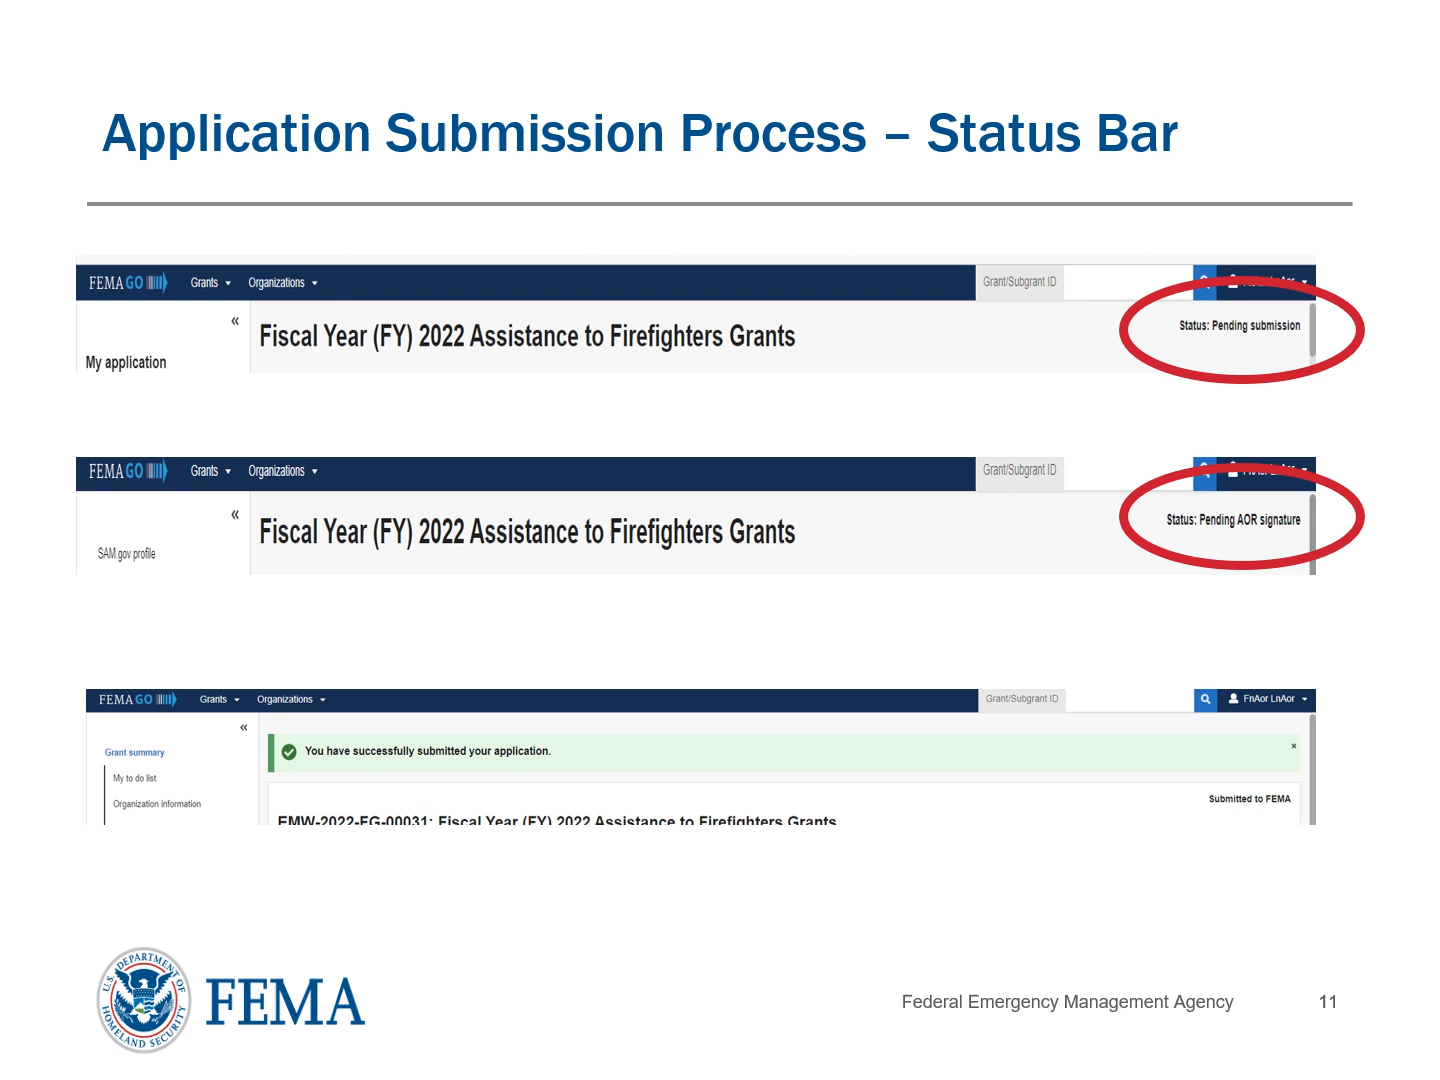 Application Submission Process – Status Bar
FEMA GO Grants Organizations Grant/Subgrant ID
Fiscal Year (FY) 2022 Assistance to Firefighters Grants
Status: Pending submission
My application
FEMA GO Grants Organizations Grant/Subgrant ID
Fiscal Year (FY) 2022 Assistance to Firefighters Grants
Status: Pending AOR signature
SAM.gov profile
FEMA GO Grants Organizations Grant/Subgrant ID FnAor LnAor
Grant summary
You have successfully submitted your application.
My to do list
Organization information
Submitted to FEMA
EMW-2022-FG-00031: Fiscal Year (FY) 2022 Assistance to Firefighters Grants
U.S. DEPARTMENT OF
HOMELAND SECURITY
FEMA
Federal Emergency Management Agency 11